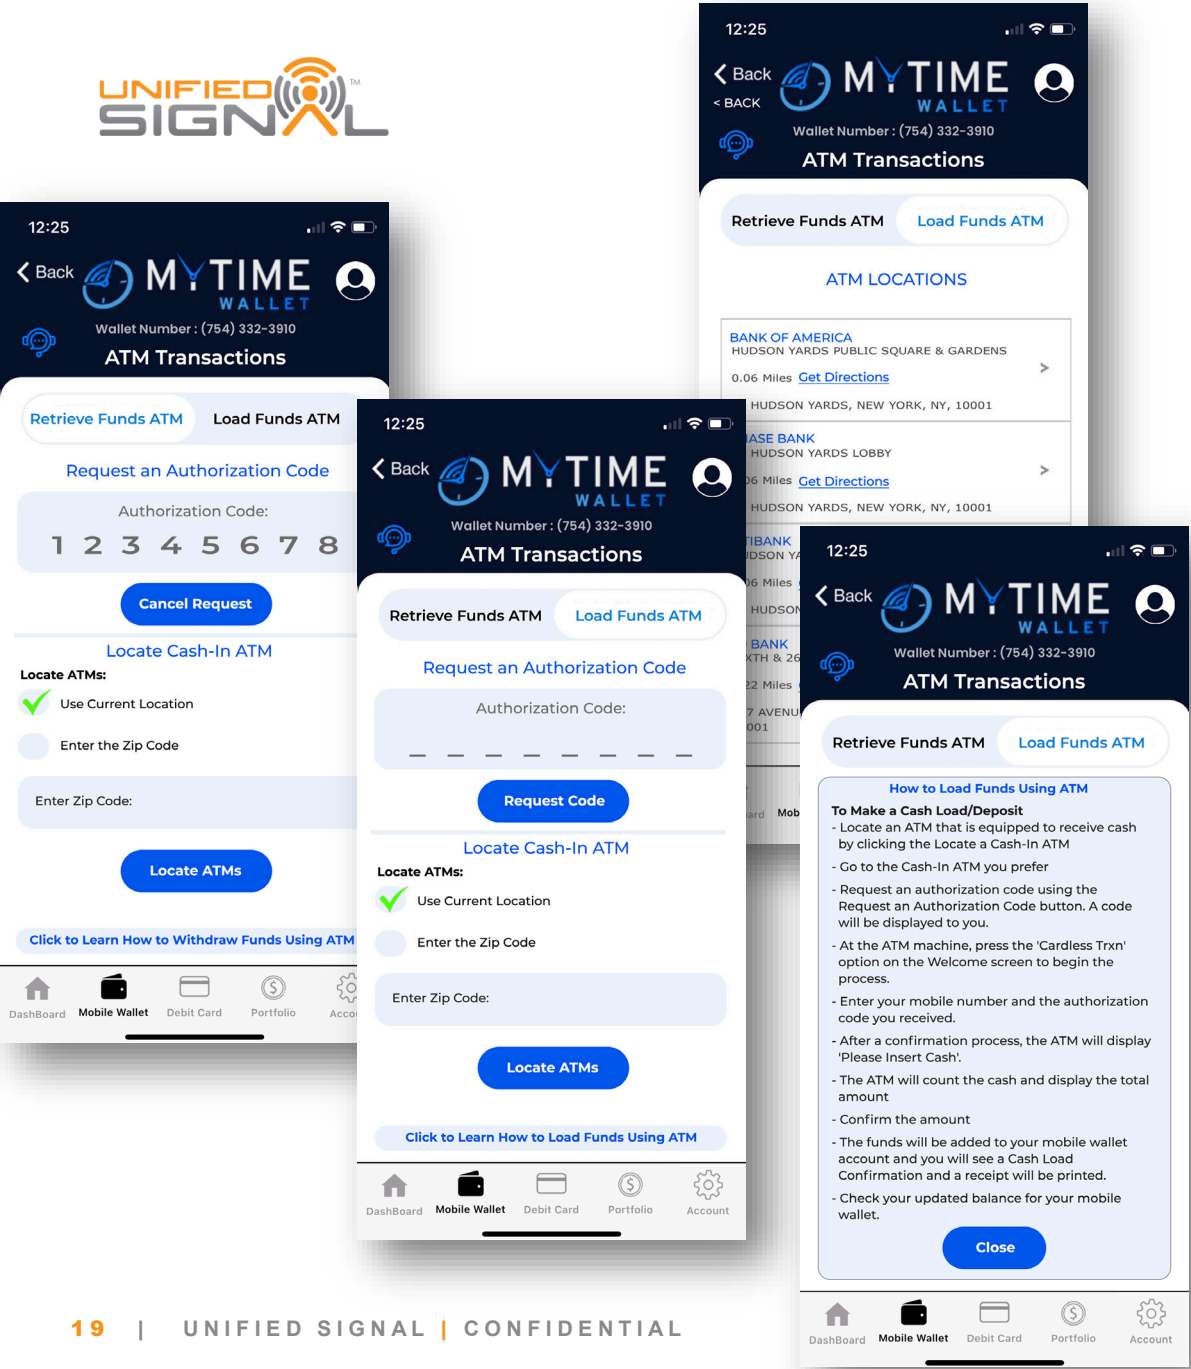 UNIFIED
SIGNAL
TM
12:25
Back
MYTIME
WALLET
Wallet Number : (754) 332-3910
ATM Transactions
Retrieve Funds ATM Load Funds ATM
Request an Authorization Code
Authorization Code:
1 2 3 4 5 6 7 8
Cancel Request
Locate Cash-In ATM
Locate ATMs:
Use Current Location
Enter the Zip Code
Enter Zip Code:
Locate ATMs
Click to Learn How to Withdraw Funds Using ATM
DashBoard Mobile Wallet Debit Card Portfolio
12:25
Back
MYTIME
WALLET
Wallet Number : (754) 332-3910
ATM Transactions
Retrieve Funds ATM Load Funds ATM
Request an Authorization Code
Authorization Code:
_ _ _ _ _ _ _ _
Request Code
Locate Cash-In ATM
Locate ATMs:
Use Current Location
Enter the Zip Code
Enter Zip Code:
Locate ATMs
Click to Learn How to Load Funds Using ATM
DashBoard Mobile Wallet Debit Card Portfolio Account
12:25
Back
< BACK
MYTIME
WALLET
Wallet Number : (754) 332-3910
ATM Transactions
Retrieve Funds ATM Load Funds ATM
ATM LOCATIONS
BANK OF AMERICA
HUDSON YARDS PUBLIC SQUARE & GARDENS
0.06 Miles Get Directions >
HUDSON YARDS, NEW YORK, NY, 10001
BANK
HUDSON YARDS LOBBY
Miles Get Directions >
HUDSON YARDS, NEW YORK, NY, 10001
Miles
BANK
& 26
Miles
12:25
Back
MYTIME
WALLET
Wallet Number : (754) 332-3910
ATM Transactions
Retrieve Funds ATM Load Funds ATM
How to Load Funds Using ATM
To Make a Cash Load/Deposit
- Locate an ATM that is equipped to receive cash
by clicking the Locate a Cash-In ATM
- Go to the Cash-In ATM you prefer
- Request an authorization code using the
Request an Authorization Code button. A code
will be displayed to you.
- At the ATM machine, press the 'Cardless Trxn'
option on the Welcome screen to begin the
process.
- Enter your mobile number and the authorization
code you received.
- After a confirmation process, the ATM will display
'Please Insert Cash'.
- The ATM will count the cash and display the total
amount
- Confirm the amount
- The funds will be added to your mobile wallet
account and you will see a Cash Load
Confirmation and a receipt will be printed.
- Check your updated balance for your mobile
wallet.
Close
DashBoard Mobile Wallet Debit Card Portfolio Account
19 | UNIFIED SIGNAL | CONFIDENTIAL